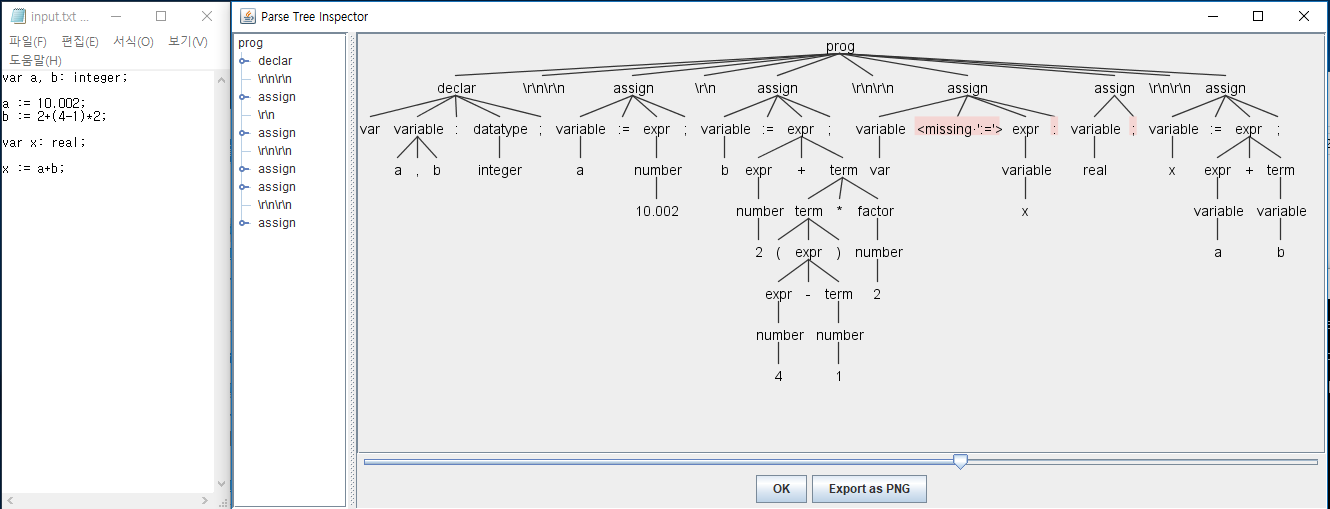 input.txt ...
파일(F) 편집(E) 서식(O) 보기(V)
도움말(H)
var a, b: integer;
a := 10.002;
b := 2+(4-1)*2;
var x: real;
x := a+b;
Parse Tree Inspector
prog
declar
\r\n\r\n
assign
\r\n
assign
\r\n\r\n
assign
assign
\r\n\r\n
assign
prog
declar \r\n\r\n assign \r\n assign \r\n\r\n assign assign \r\n\r\n assign
var variable : datatype ; variable := expr ; variable := expr ; variable <missing·':='> expr : variable ; variable := expr ;
a , b integer a number b expr + term var variable real x expr + term
10.002 number term * factor x variable variable
2 ( expr ) number a b
expr - term 2
number number
4 1
OK Export as PNG